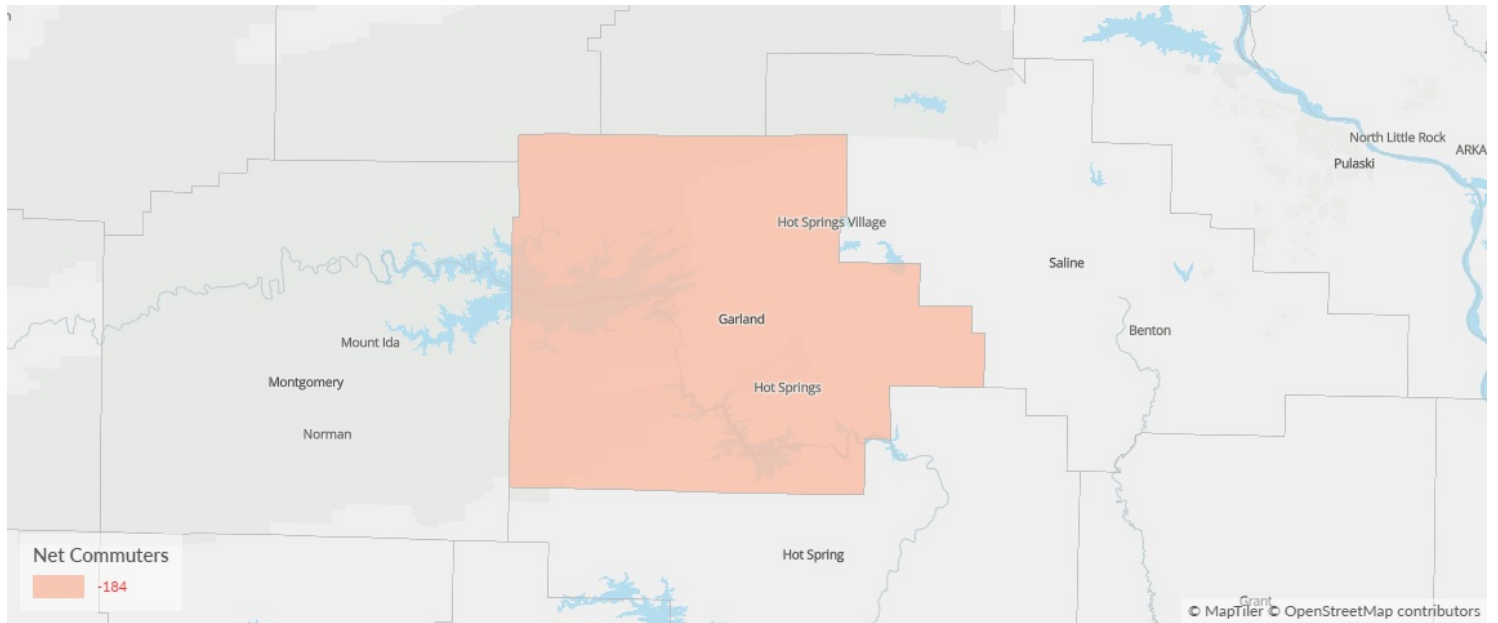 North Little Rock
ARKA
Pulaski
Hot Springs Village
Saline
Garland
Benton
Mount Ida
Montgomery
Hot Springs
Norman
Hot Spring
Net Commuters
-184
Grant
© MapTiler © OpenStreetMap contributors